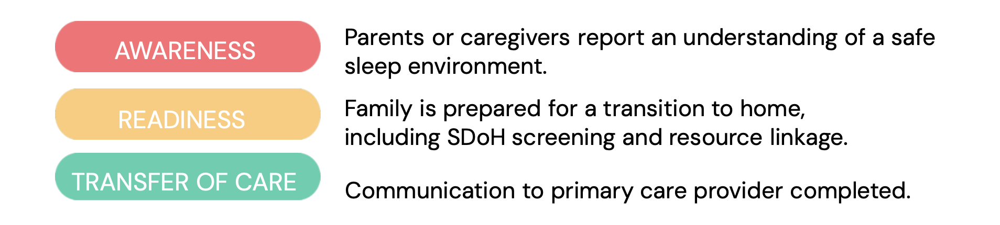 AWARENESS
Parents or caregivers report an understanding of a safe
sleep environment.
READINESS
Family is prepared for a transition to home,
including SDoH screening and resource linkage.
TRANSFER OF CARE
Communication to primary care provider completed.